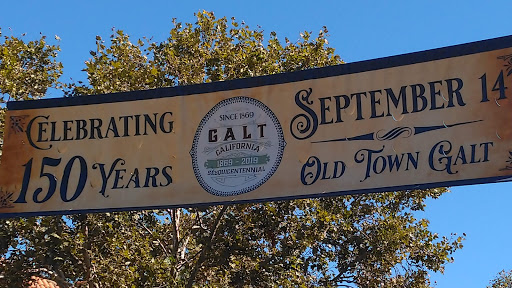 CELEBRATING
150 YEARS
SINCE 1869
GALT
CALIFORNIA
1869 - 2019
SESQUICENTENNIAL
SEPTEMBER 14
OLD TOWN GALT